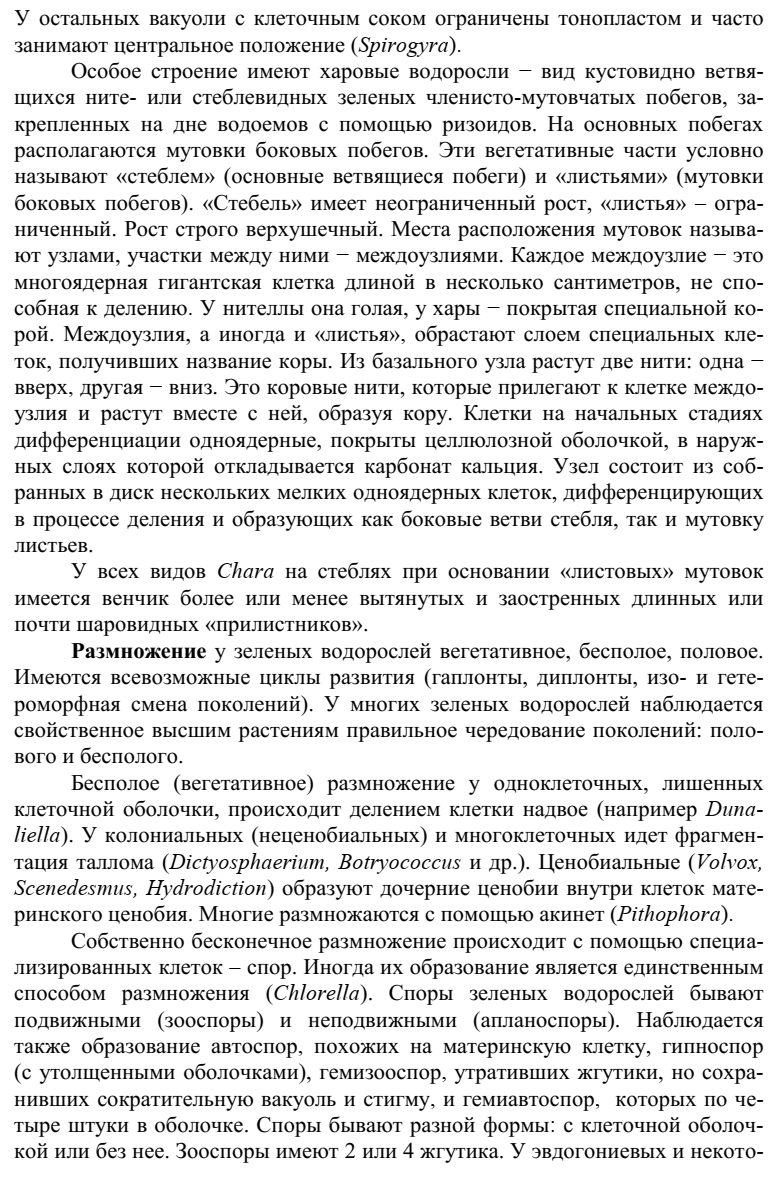 У остальных вакуоли с клеточным соком ограничены тонопластом и часто
занимают центральное положение (Spirogyra).
Особое строение имеют харовые водоросли − вид кустовидно ветвя-
щихся ните- или стеблевидных зеленых членисто-мутовчатых побегов, за-
крепленных на дне водоемов с помощью ризоидов. На основных побегах
располагаются мутовки боковых побегов. Эти вегетативные части условно
называют «стеблем» (основные ветвящиеся побеги) и «листьями» (мутовки
боковых побегов). «Стебель» имеет неограниченный рост, «листья» – огра-
ниченный. Рост строго верхушечный. Места расположения мутовок называ-
ют узлами, участки между ними − междоузлиями. Каждое междоузлие − это
многоядерная гигантская клетка длиной в несколько сантиметров, не спо-
собная к делению. У нителлы она голая, у хары − покрытая специальной ко-
рой. Междоузлия, а иногда и «листья», обрастают слоем специальных кле-
ток, получивших название коры. Из базального узла растут две нити: одна −
вверх, другая − вниз. Это коровые нити, которые прилегают к клетке междо-
узлия и растут вместе с ней, образуя кору. Клетки на начальных стадиях
дифференциации одноядерные, покрыты целлюлозной оболочкой, в наруж-
ных слоях которой откладывается карбонат кальция. Узел состоит из соб-
ранных в диск нескольких мелких одноядерных клеток, дифференцирующих
в процессе деления и образующих как боковые ветви стебля, так и мутовку
листьев.
У всех видов Chara на стеблях при основании «листовых» мутовок
имеется венчик более или менее вытянутых и заостренных длинных или
почти шаровидных «прилистников».
Размножение у зеленых водорослей вегетативное, бесполое, половое.
Имеются всевозможные циклы развития (гаплонты, диплонты, изо- и гете-
роморфная смена поколений). У многих зеленых водорослей наблюдается
свойственное высшим растениям правильное чередование поколений: поло-
вого и бесполого.
Бесполое (вегетативное) размножение у одноклеточных, лишенных
клеточной оболочки, происходит делением клетки надвое (например Duna-
liella). У колониальных (неценобиальных) и многоклеточных идет фрагмен-
тация таллома (Dictyosphaerium, Botryococcus и др.). Ценобиальные (Volvox,
Scenedesmus, Hydrodiction) образуют дочерние ценобии внутри клеток мате-
ринского ценобия. Многие размножаются с помощью акинет (Pithophora).
Собственно бесконечное размножение происходит с помощью специа-
лизированных клеток – спор. Иногда их образование является единственным
способом размножения (Chlorella). Споры зеленых водорослей бывают
подвижными (зооспоры) и неподвижными (апланоспоры). Наблюдается
также образование автоспор, похожих на материнскую клетку, гипноспор
(с утолщенными оболочками), гемизооспор, утративших жгутики, но сохра-
нивших сократительную вакуоль и стигму, и гемиавтоспор, которых по че-
тыре штуки в оболочке. Споры бывают разной формы: с клеточной оболоч-
кой или без нее. Зооспоры имеют 2 или 4 жгутика. У эвдогониевых и некото-